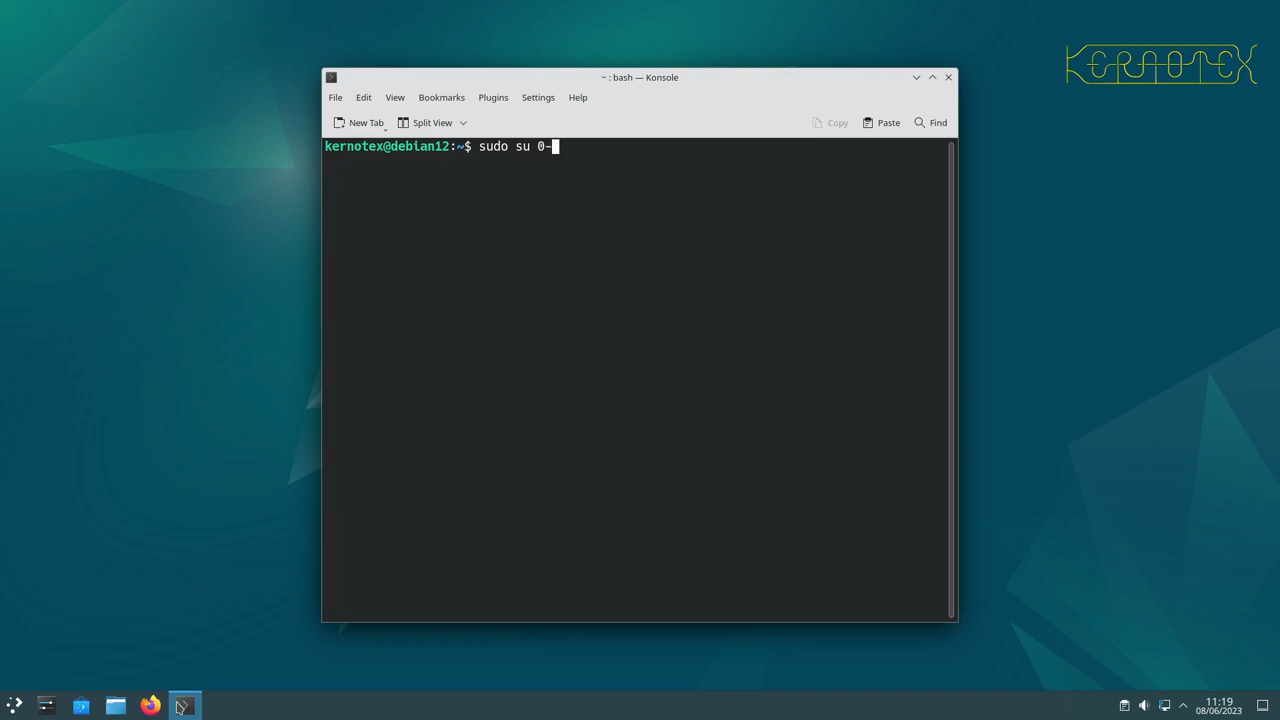 KERNOTEX
~ : bash — Konsole
File Edit View Bookmarks Plugins Settings Help
New Tab Split View Copy Paste Find
kernotex@debian12:~$ sudo su 0-
11:19
08/06/2023